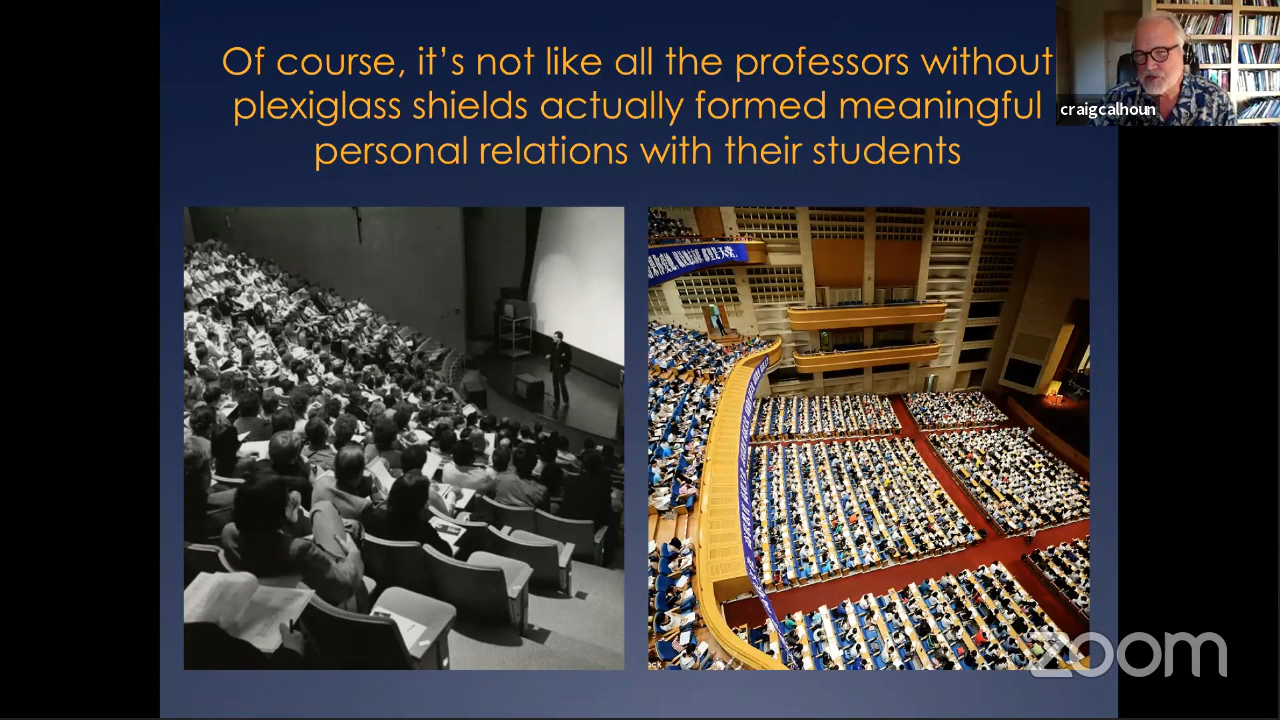 Of course, it's not like all the professors without
plexiglass shields actually formed meaningful
personal relations with their students
craigcalhoun
zoom